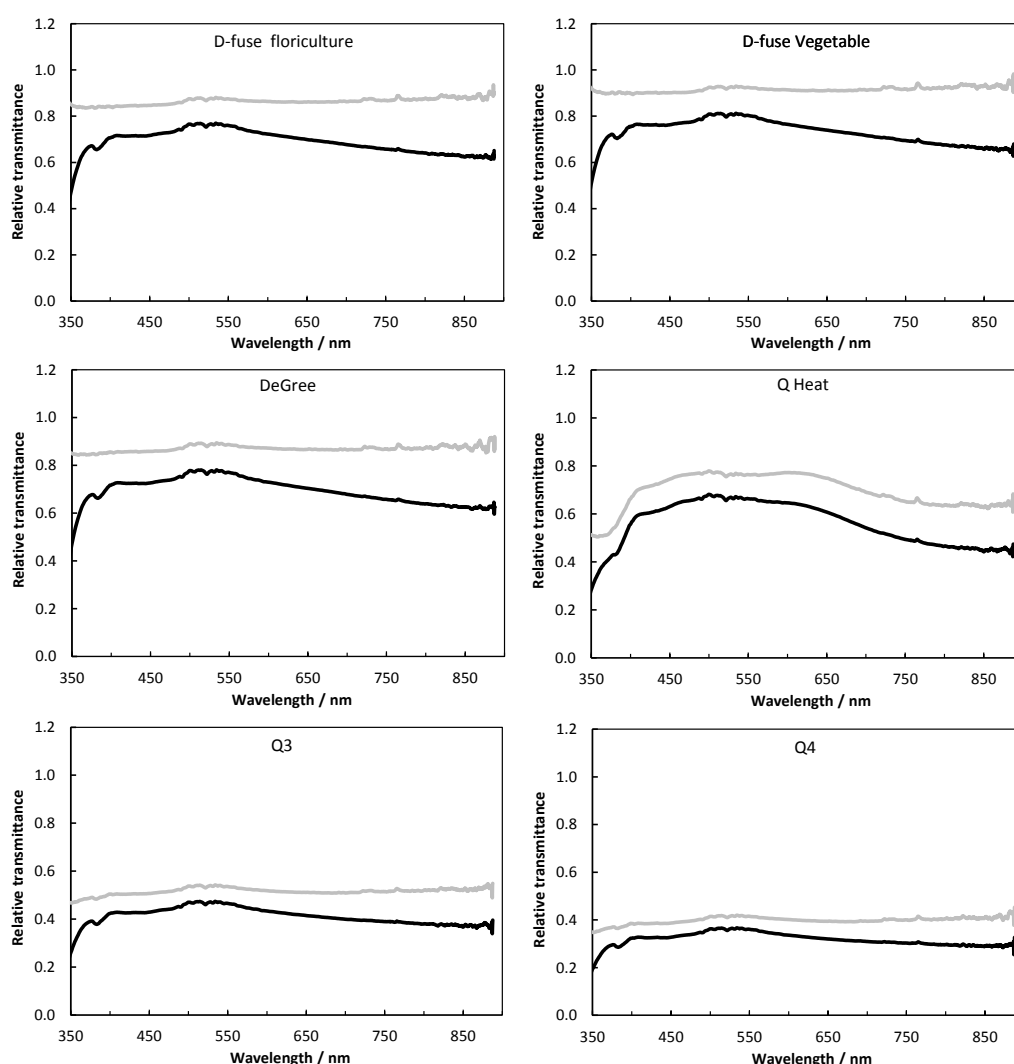 D-fuse floriculture
Relative transmittance
1.2
1.0
0.8
0.6
0.4
0.2
0.0
350 450 550 650 750 850
Wavelength / nm
D-fuse Vegetable
Relative transmittance
1.2
1.0
0.8
0.6
0.4
0.2
0.0
350 450 550 650 750 850
Wavelength / nm
DeGree
Relative transmittance
1.2
1.0
0.8
0.6
0.4
0.2
0.0
350 450 550 650 750 850
Wavelength / nm
Q Heat
Relative transmittance
1.2
1.0
0.8
0.6
0.4
0.2
0.0
350 450 550 650 750 850
Wavelength / nm
Q3
Relative transmittance
1.2
1.0
0.8
0.6
0.4
0.2
0.0
350 450 550 650 750 850
Wavelength / nm
Q4
Relative transmittance
1.2
1.0
0.8
0.6
0.4
0.2
0.0
350 450 550 650 750 850
Wavelength / nm